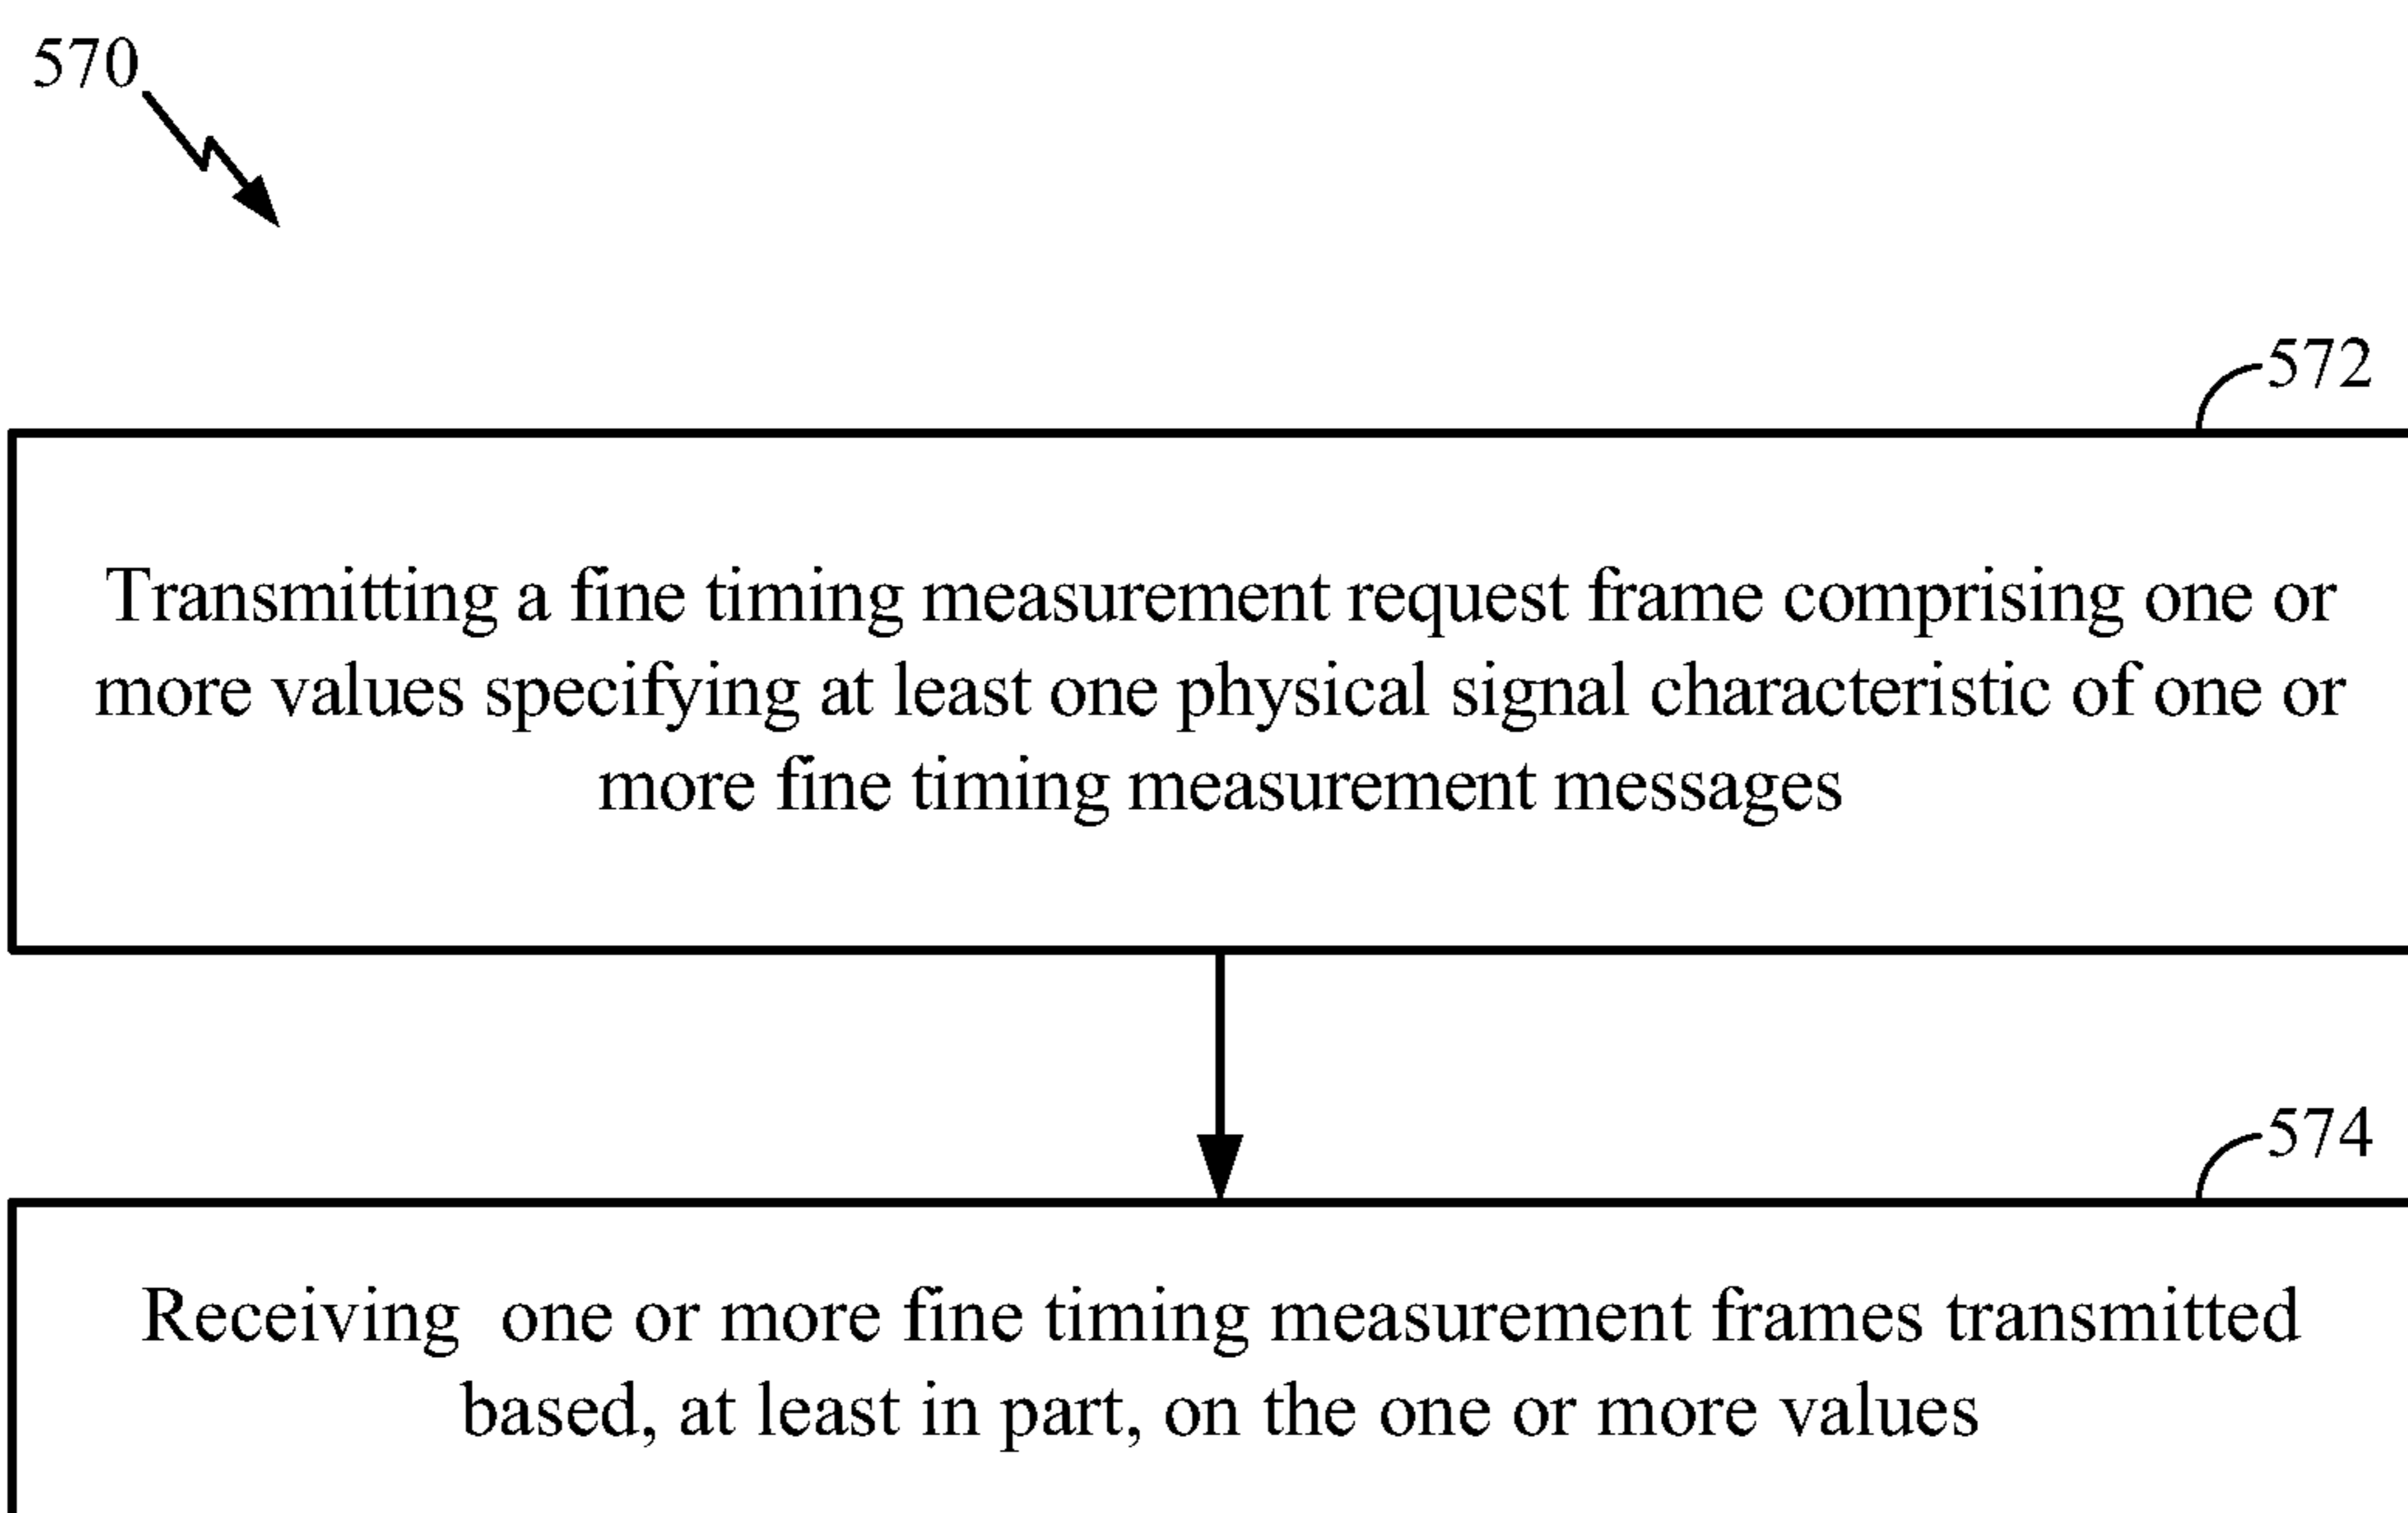 570
572
Transmitting a fine timing measurement request frame comprising one or
more values specifying at least one physical signal characteristic of one or
more fine timing measurement messages
574
Receiving  one or more fine timing measurement frames transmitted
based, at least in part, on the one or more values